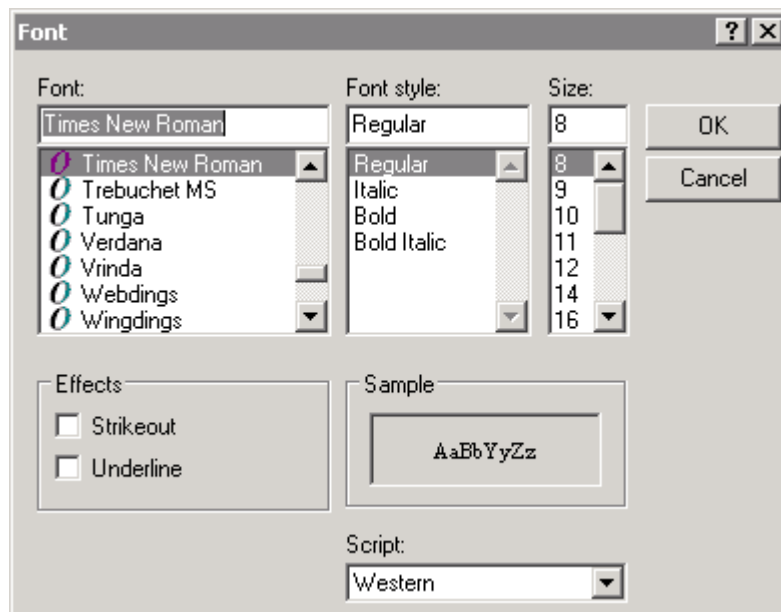 Font
Font: Font style: Size:
Times New Roman Regular 8 OK
Times New Roman Regular 8 Cancel
Trebuchet MS Italic 9
Tunga Bold 10
Verdana Bold Italic 11
Vrinda 12
Webdings 14
Wingdings 16
Effects Sample
Strikeout
AaBbYyZz
Underline
Script:
Western